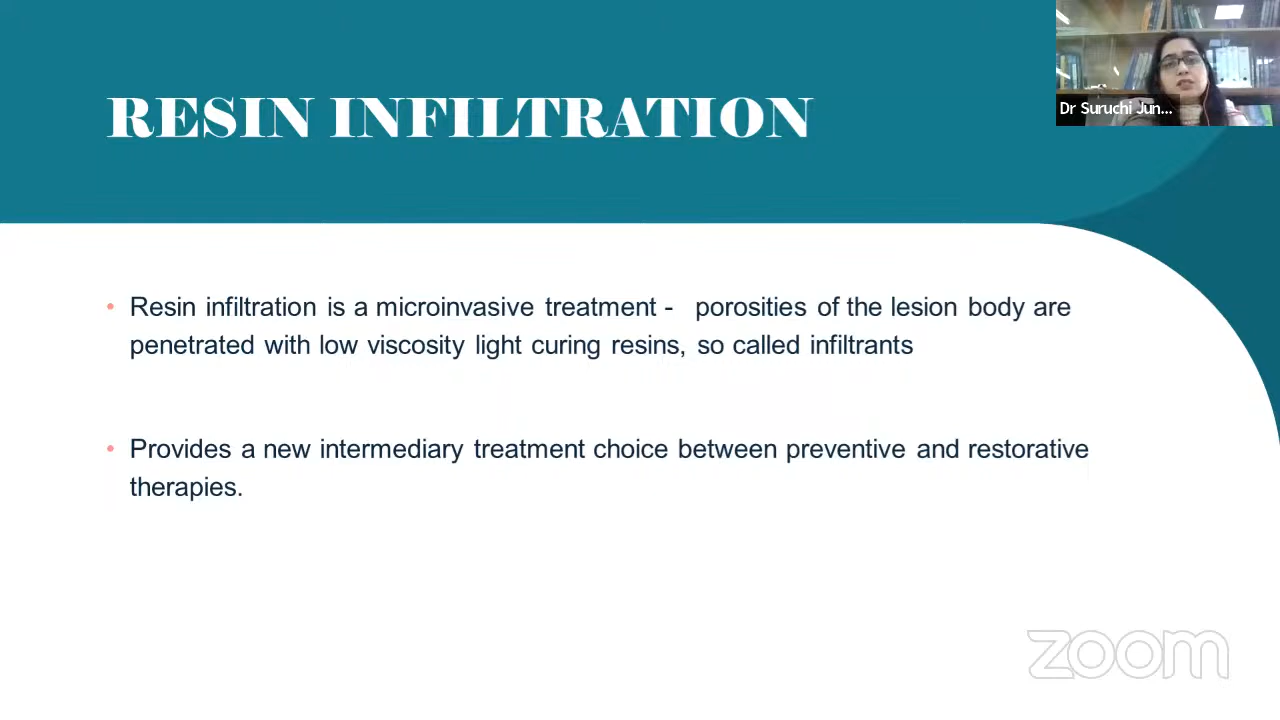 RESIN INFILTRATION
Dr Suruchi Jun...
• Resin infiltration is a microinvasive treatment - porosities of the lesion body are
penetrated with low viscosity light curing resins, so called infiltrants
• Provides a new intermediary treatment choice between preventive and restorative
therapies.
zoom